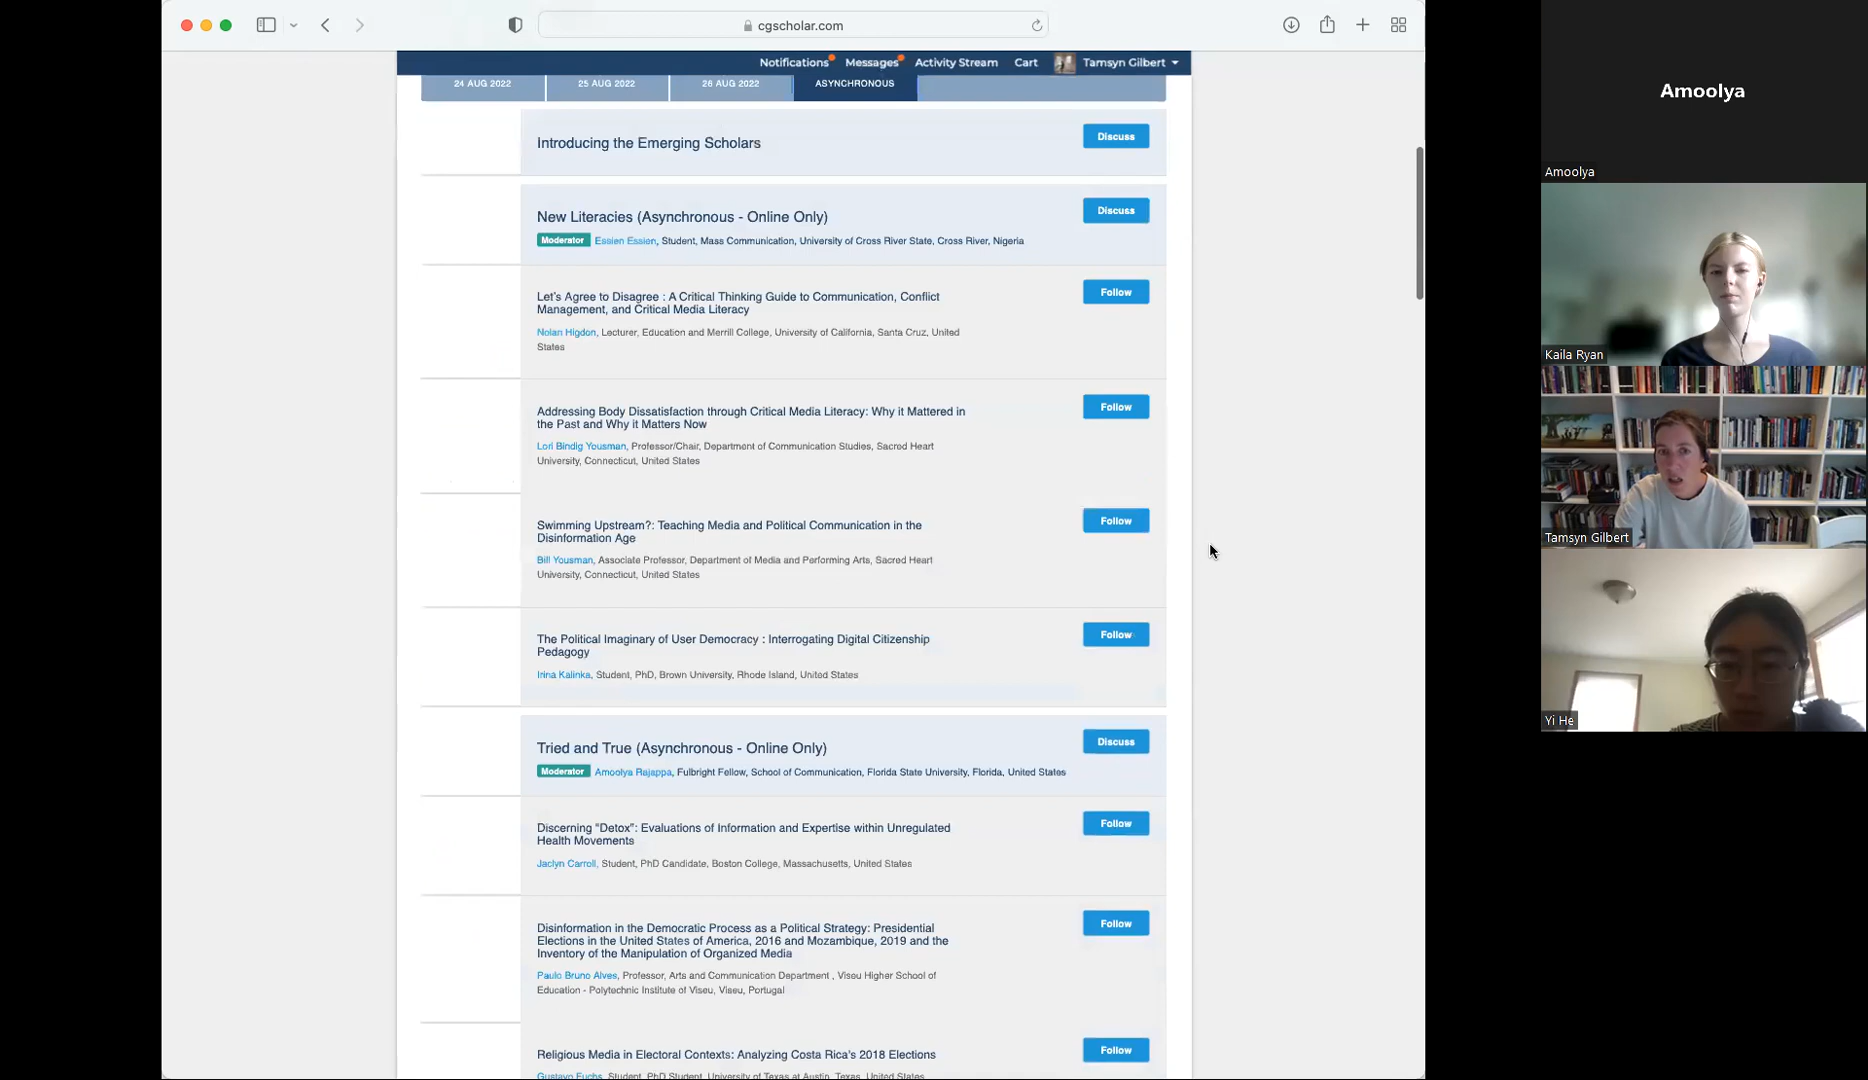 cgscholar.com
Notifications Messages Activity Stream Cart Tamsyn Gilbert
24 AUG 2022 25 AUG 2022 26 AUG 2022 ASYNCHRONOUS
Introducing the Emerging Scholars
Discuss
New Literacies (Asynchronous - Online Only)
Discuss
Moderator Essien Essien, Student, Mass Communication, University of Cross River State, Cross River, Nigeria
Let's Agree to Disagree : A Critical Thinking Guide to Communication, Conflict
Management, and Critical Media Literacy
Follow
Nolan Higdon, Lecturer, Education and Merrill College, University of California, Santa Cruz, United
States
Addressing Body Dissatisfaction through Critical Media Literacy: Why it Mattered in
the Past and Why it Matters Now
Follow
Lori Bindig Yousman, Professor/Chair, Department of Communication Studies, Sacred Heart
University, Connecticut, United States
Swimming Upstream?: Teaching Media and Political Communication in the
Disinformation Age
Follow
Bill Yousman, Associate Professor, Department of Media and Performing Arts, Sacred Heart
University, Connecticut, United States
The Political Imaginary of User Democracy : Interrogating Digital Citizenship
Pedagogy
Follow
Irina Kalinka, Student, PhD, Brown University, Rhode Island, United States
Tried and True (Asynchronous - Online Only)
Discuss
Moderator Amoolya Rajappa, Fulbright Fellow, School of Communication, Florida State University, Florida, United States
Discerning “Detox”: Evaluations of Information and Expertise within Unregulated
Health Movements
Follow
Jaclyn Carroll, Student, PhD Candidate, Boston College, Massachusetts, United States
Disinformation in the Democratic Process as a Political Strategy: Presidential
Elections in the United States of America, 2016 and Mozambique, 2019 and the
Inventory of the Manipulation of Organized Media
Follow
Paulo Bruno Alves, Professor, Arts and Communication Department , Viseu Higher School of
Education - Polytechnic Institute of Viseu, Viseu, Portugal
Religious Media in Electoral Contexts: Analyzing Costa Rica's 2018 Elections
Follow
Gustavo Fuchs, Student, PhD Student, University of Texas at Austin, Texas, United States
Amoolya
Amoolya
Kaila Ryan
Tamsyn Gilbert
Yi He